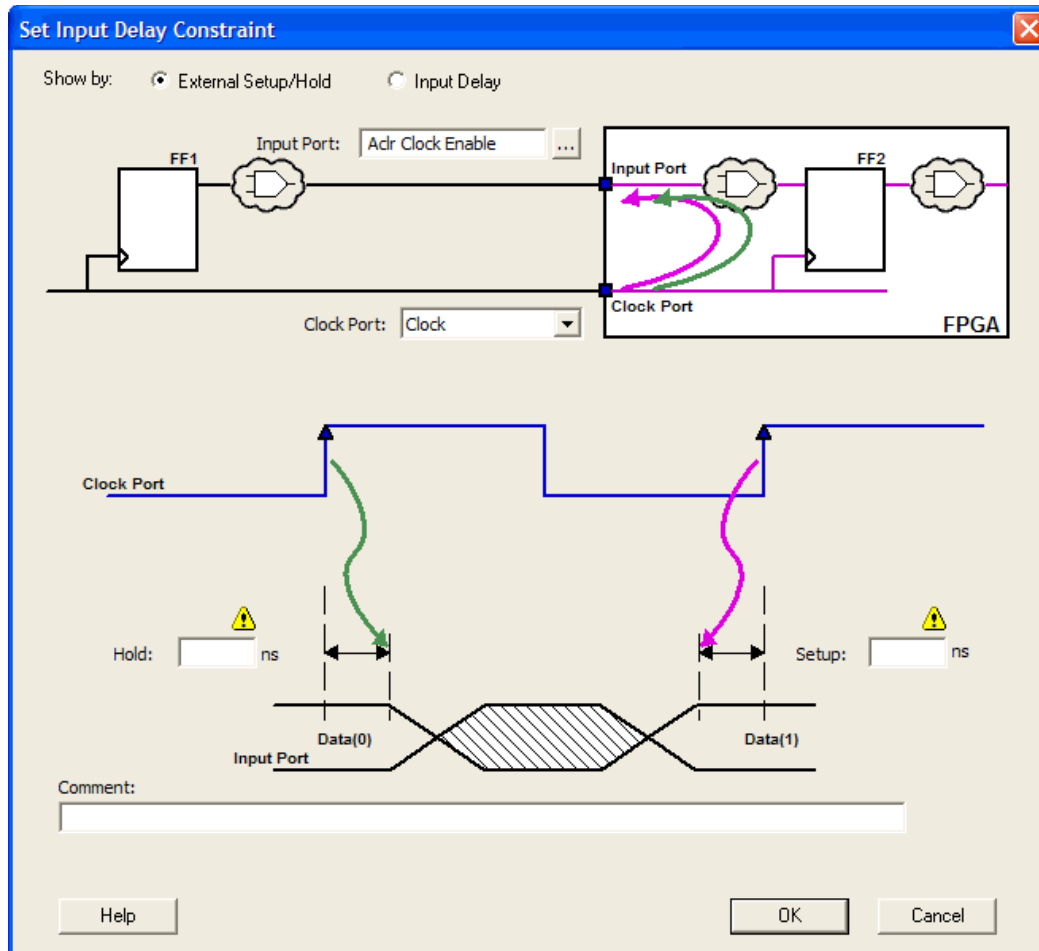 Set Input Delay Constraint
Show by: External Setup/Hold Input Delay
Input Port: Aclr Clock Enable ...
FF1
Input Port
FF2
Clock Port
Clock Port: Clock
FPGA
Clock Port
Hold: ns
Setup: ns
Data(0)
Data(1)
Input Port
Comment:
Help OK Cancel